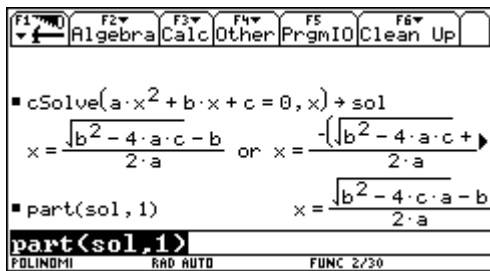 F1 F2 F3 F4 F5 F6
Algebra Calc Other PrgmIO Clean Up
cSolve(a·x² + b·x + c = 0, x) → sol
x = (√(b² - 4·a·c) - b)/(2·a) or x = -(√(b² - 4·a·c) +/(2·a)
part(sol, 1) x = (√(b² - 4·c·a) - b)/(2·a)
part(sol,1)
POLINOMI RAD AUTO FUNC 2/30